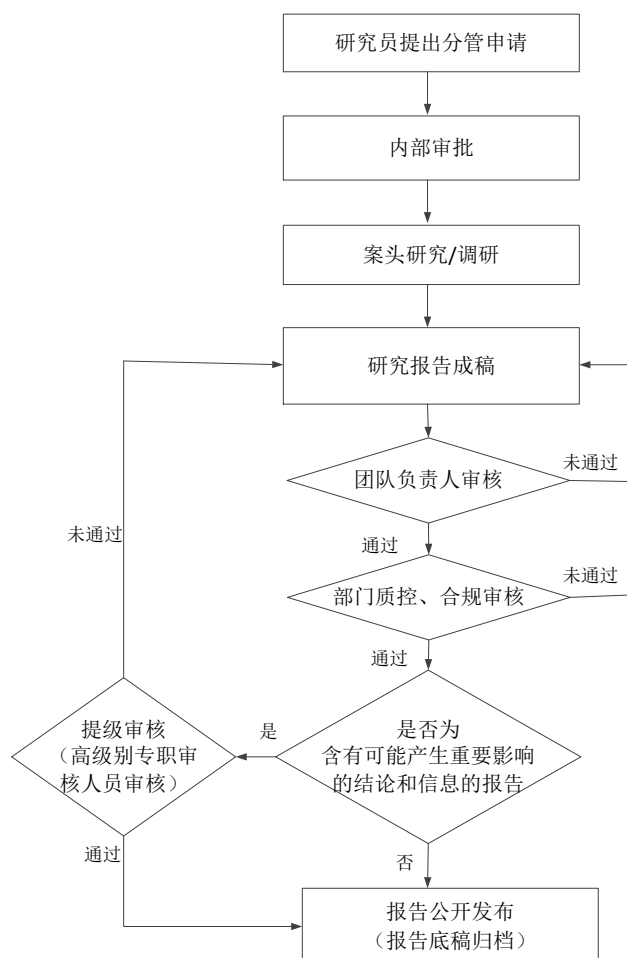 研究员提出分管申请
内部审批
案头研究/调研
研究报告成稿
团队负责人审核
未通过
未通过
通过
部门质控、合规审核
未通过
通过
提级审核
（高级别专职审
核人员审核）
是
是否为
含有可能产生重要影响
的结论和信息的报告
通过
否
报告公开发布
（报告底稿归档）